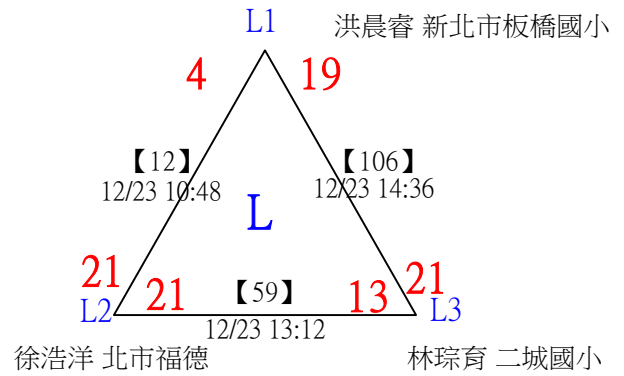 L1
洪晨睿 新北市板橋國小
4
19
【12】
12/23 10:48
【106】
12/23 14:36
L
21
21
【59】
13
21
L2
L3
12/23 13:12
徐浩洋 北市福德
林琮育 二城國小